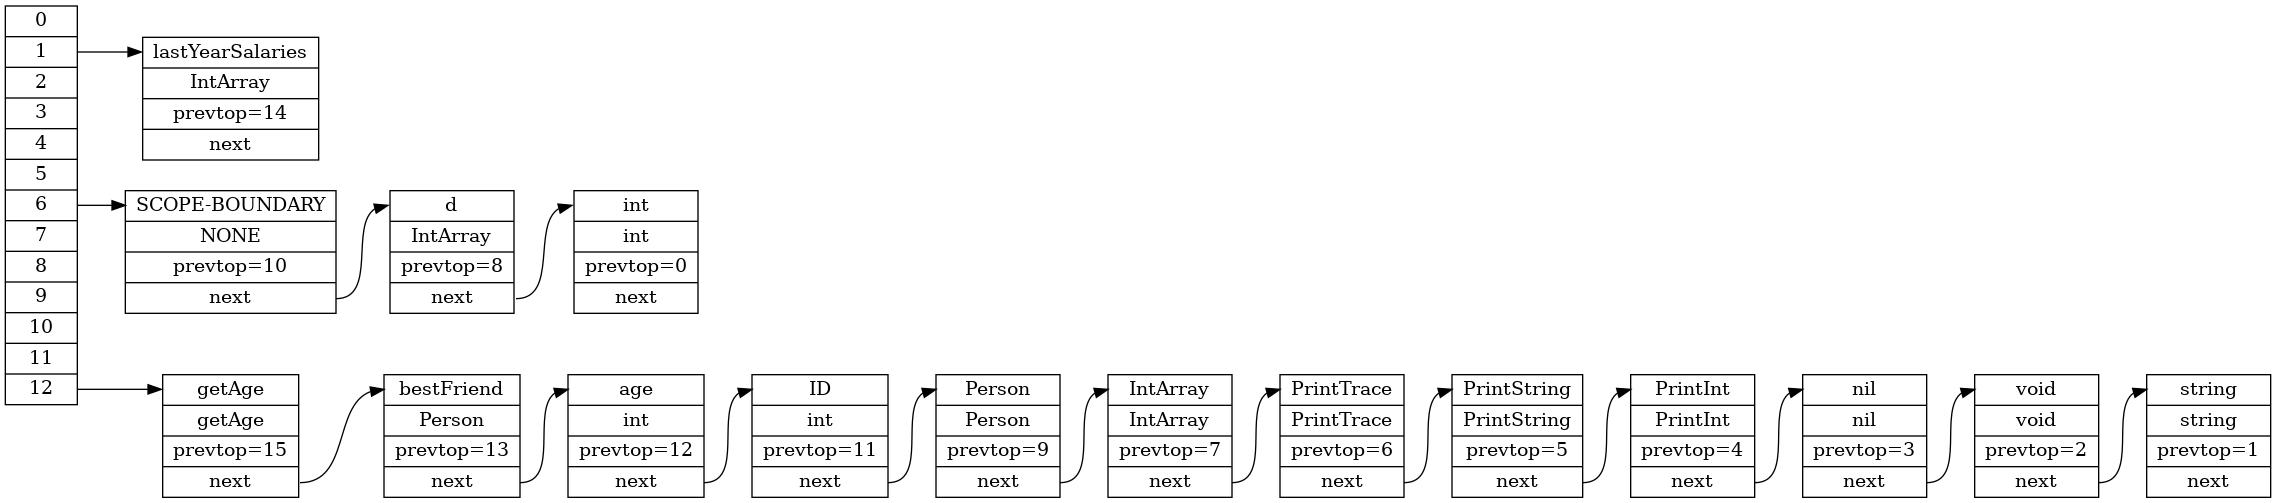 0
1
2
3
4
5
6
7
8
9
10
11
12
lastYearSalaries
IntArray
prevtop=14
next
SCOPE-BOUNDARY
NONE
prevtop=10
next
d
IntArray
prevtop=8
next
int
int
prevtop=0
next
getAge
getAge
prevtop=15
next
bestFriend
Person
prevtop=13
next
age
int
prevtop=12
next
ID
int
prevtop=11
next
Person
Person
prevtop=9
next
IntArray
IntArray
prevtop=7
next
PrintTrace
PrintTrace
prevtop=6
next
PrintString
PrintString
prevtop=5
next
PrintInt
PrintInt
prevtop=4
next
nil
nil
prevtop=3
next
void
void
prevtop=2
next
string
string
prevtop=1
next